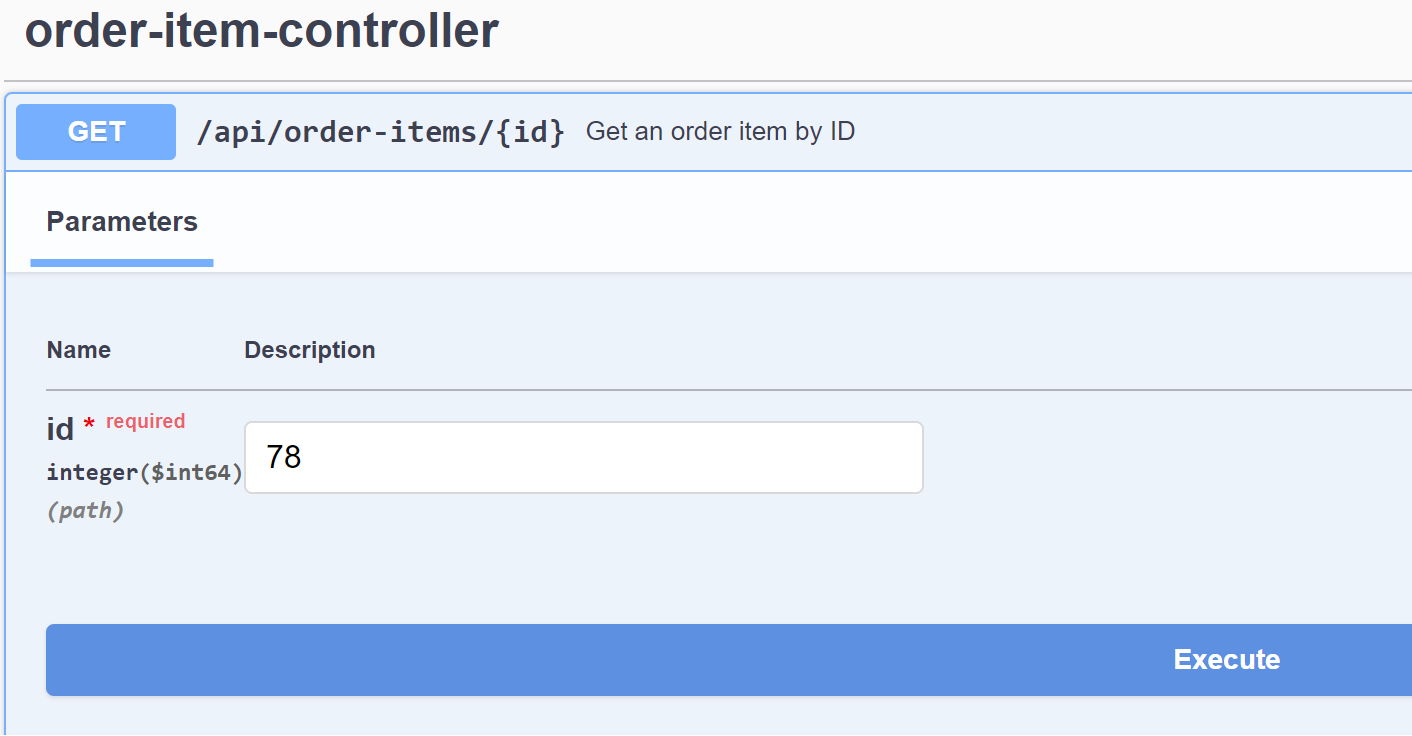 order-item-controller
GET /api/order-items/{id} Get an order item by ID
Parameters
Name Description
id * required
integer($int64)
(path)
78
Execute